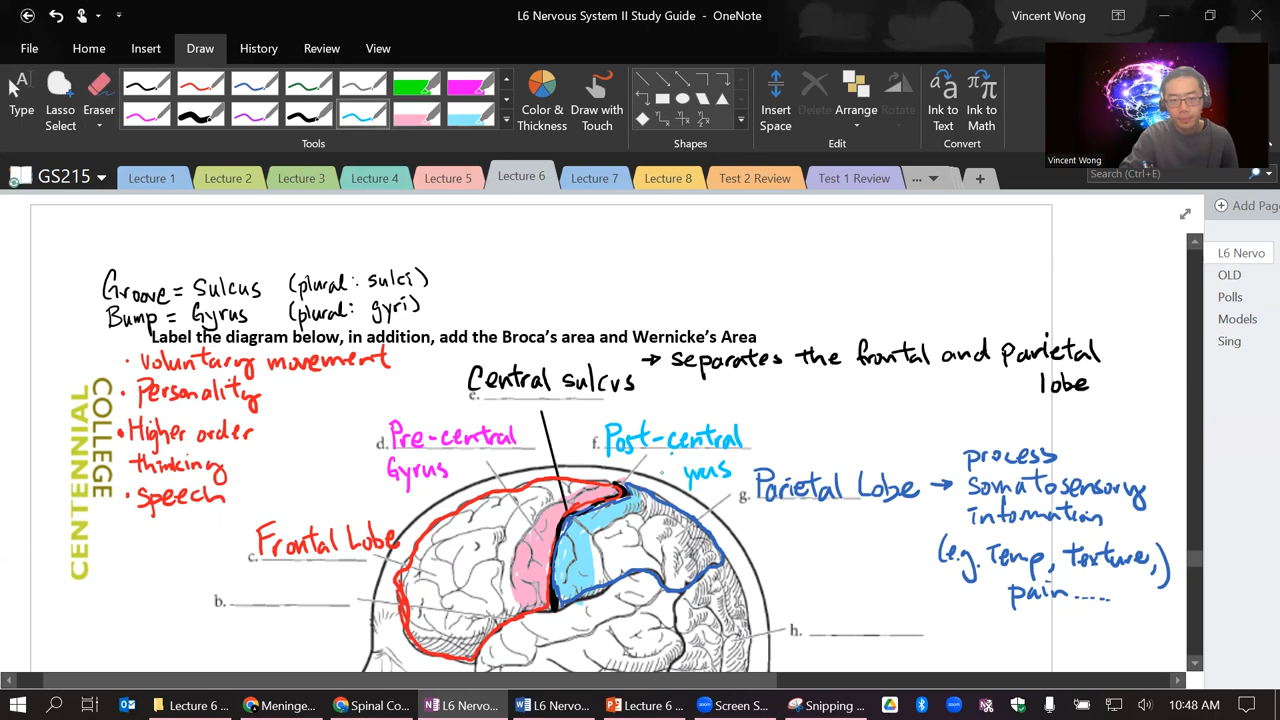 L6 Nervous System II Study Guide - OneNote
Vincent Wong
File Home Insert Draw History Review View
Type
Lasso Select
Eraser
Color & Thickness
Draw with Touch
Insert Space
Delete
Arrange
Rotate
Ink to Text
Ink to Math
Tools
Shapes
Edit
Convert
Vincent Wong
GS215
Lecture 1 Lecture 2 Lecture 3 Lecture 4 Lecture 5 Lecture 6 Lecture 7 Lecture 8 Test 2 Review Test 1 Review ...
Search (Ctrl+E)
Add Pag
L6 Nervo
OLD
Polls
Models
Sing
Groove = Sulcus (plural: sulci)
Bump = Gyrus (plural: gyri)
Label the diagram below, in addition, add the Broca's area and Wernicke's Area
• voluntary movement
• Personality
• Higher order
thinking
• speech
CENTENNIAL
COLLEGE
Central sulcus → separates the frontal and parietal
lobe
e.
d. Pre-central
Gyrus
f. Post-central
yrus
g. Parietal Lobe → process
somatosensory
information
(e.g. Temp, texture,)
pain .....
c. Frontal Lobe
b.
h.
Lecture 6 ...
Meninge...
Spinal Co...
L6 Nervo...
Word L6 Nervo...
Lecture 6 ...
Screen S...
Snipping ...
10:48 AM